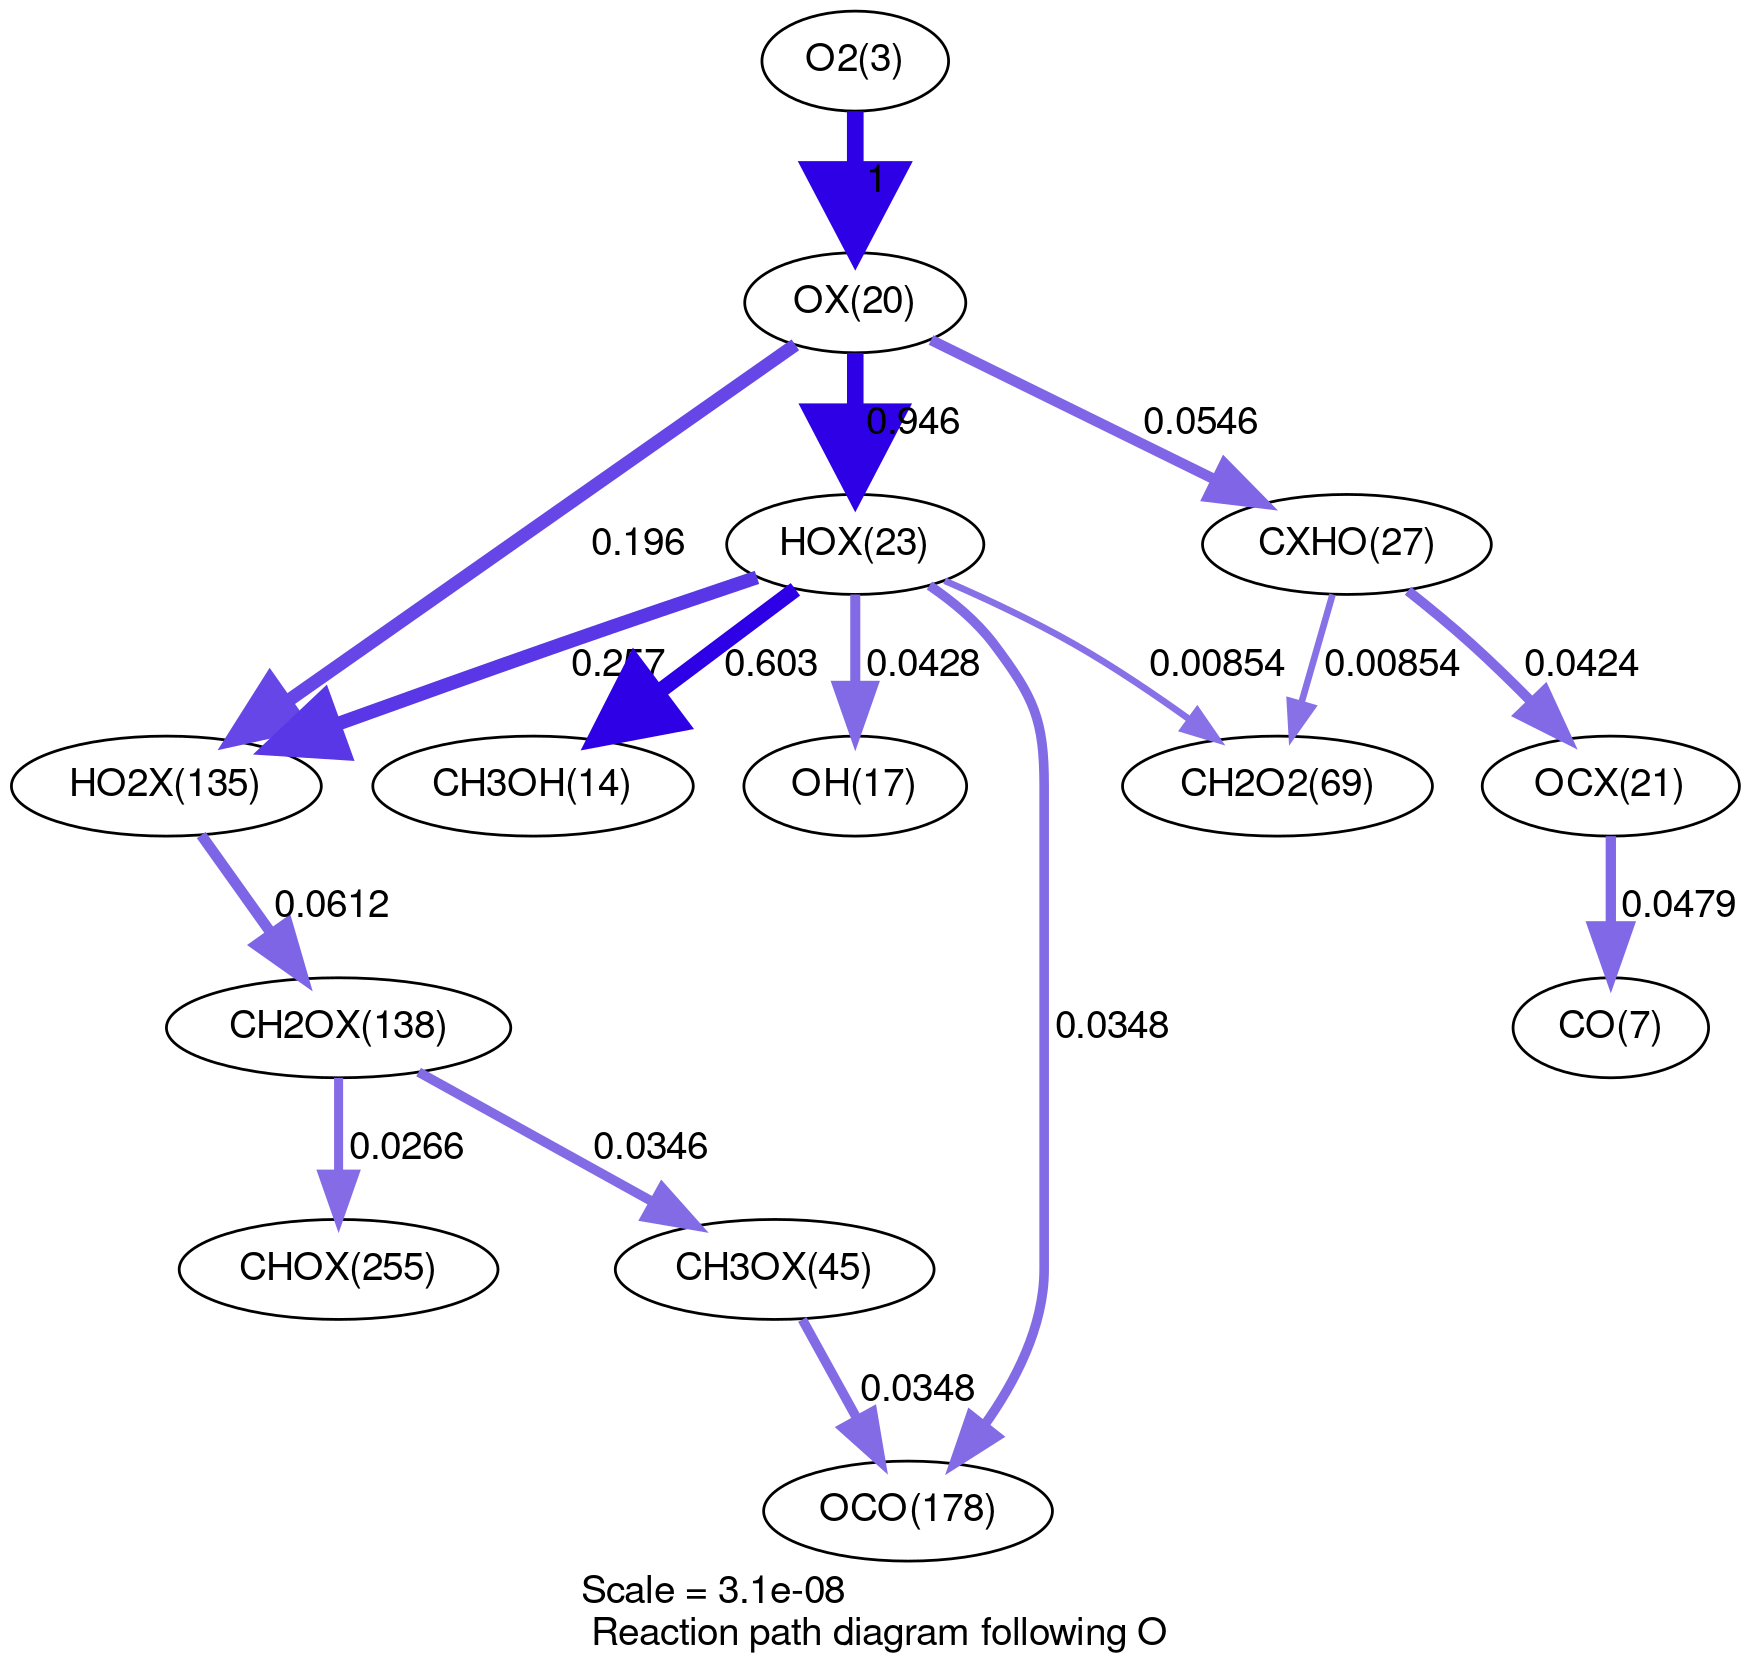 O2(3)
1
OX(20)
0.946
0.0546
0.196
HOX(23)
CXHO(27)
0.257
0.603
0.0428
0.00854
0.00854
0.0424
HO2X(135)
CH3OH(14)
OH(17)
CH2O2(69)
OCX(21)
0.0612
0.0479
CH2OX(138)
0.0348
CO(7)
0.0266
0.0346
CHOX(255)
CH3OX(45)
0.0348
OCO(178)
Scale = 3.1e-08
Reaction path diagram following O